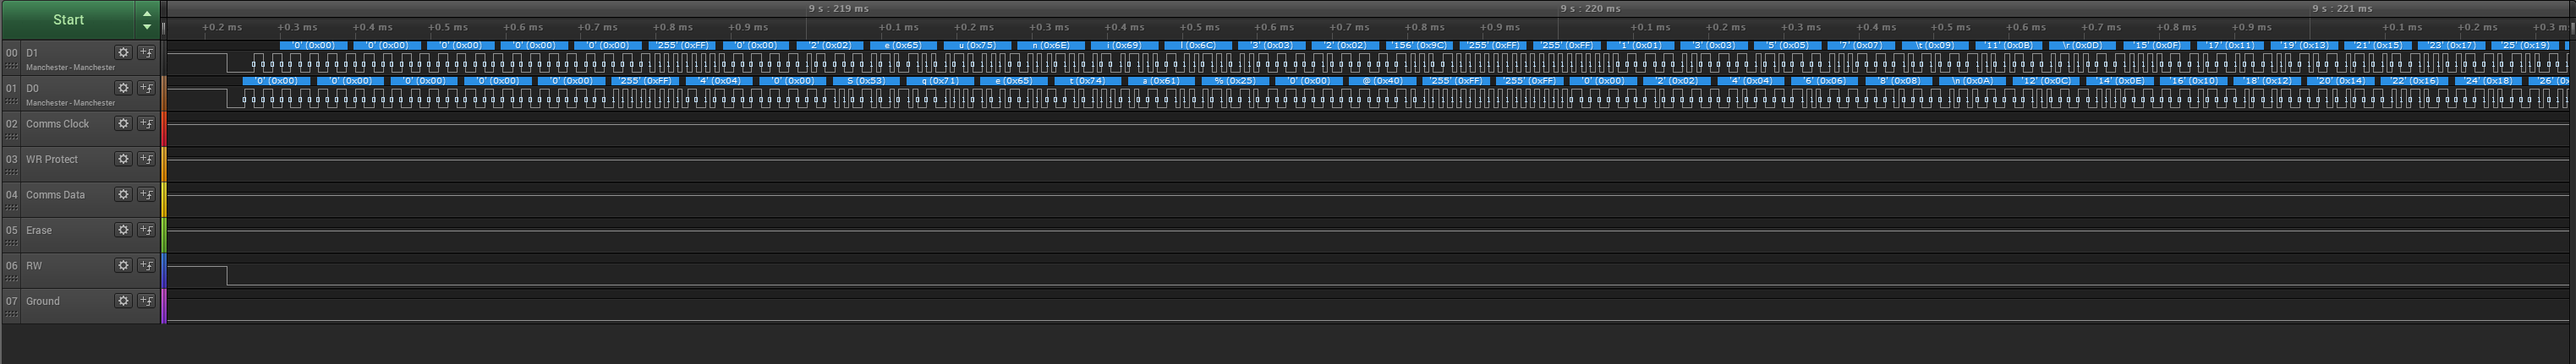 Start
9 s : 219 ms 9 s : 220 ms 9 s : 221 ms
+0.2 ms +0.3 ms +0.4 ms +0.5 ms +0.6 ms +0.7 ms +0.8 ms +0.9 ms +0.1 ms +0.2 ms +0.3 ms +0.4 ms +0.5 ms +0.6 ms +0.7 ms +0.8 ms +0.9 ms +0.1 ms +0.2 ms +0.3 ms +0.4 ms +0.5 ms +0.6 ms +0.7 ms +0.8 ms +0.9 ms +0.1 ms +0.2 ms +0.3 m
00 D1 '0' (0x00) '0' (0x00) '0' (0x00) '0' (0x00) '0' (0x00) '255' (0xFF) '0' (0x00) '2' (0x02) e (0x65) u (0x75) n (0x6E) i (0x69) l (0x6C) '3' (0x03) '2' (0x02) '156' (0x9C) '255' (0xFF) '255' (0xFF) '1' (0x01) '3' (0x03) '5' (0x05) '7' (0x07) \t (0x09) '11' (0x0B) \r (0x0D) '15' (0x0F) '17' (0x11) '19' (0x13) '21' (0x15) '23' (0x17) '25' (0x19)
Manchester - Manchester
01 D0 '0' (0x00) '0' (0x00) '0' (0x00) '0' (0x00) '0' (0x00) '255' (0xFF) '4' (0x04) '0' (0x00) S (0x53) q (0x71) e (0x65) t (0x74) a (0x61) % (0x25) '0' (0x00) @ (0x40) '255' (0xFF) '255' (0xFF) '0' (0x00) '2' (0x02) '4' (0x04) '6' (0x06) '8' (0x08) \n (0x0A) '12' (0x0C) '14' (0x0E) '16' (0x10) '18' (0x12) '20' (0x14) '22' (0x16) '24' (0x18) '26' (0x
Manchester - Manchester
02 Comms Clock
03 WR Protect
04 Comms Data
05 Erase
06 RW
07 Ground